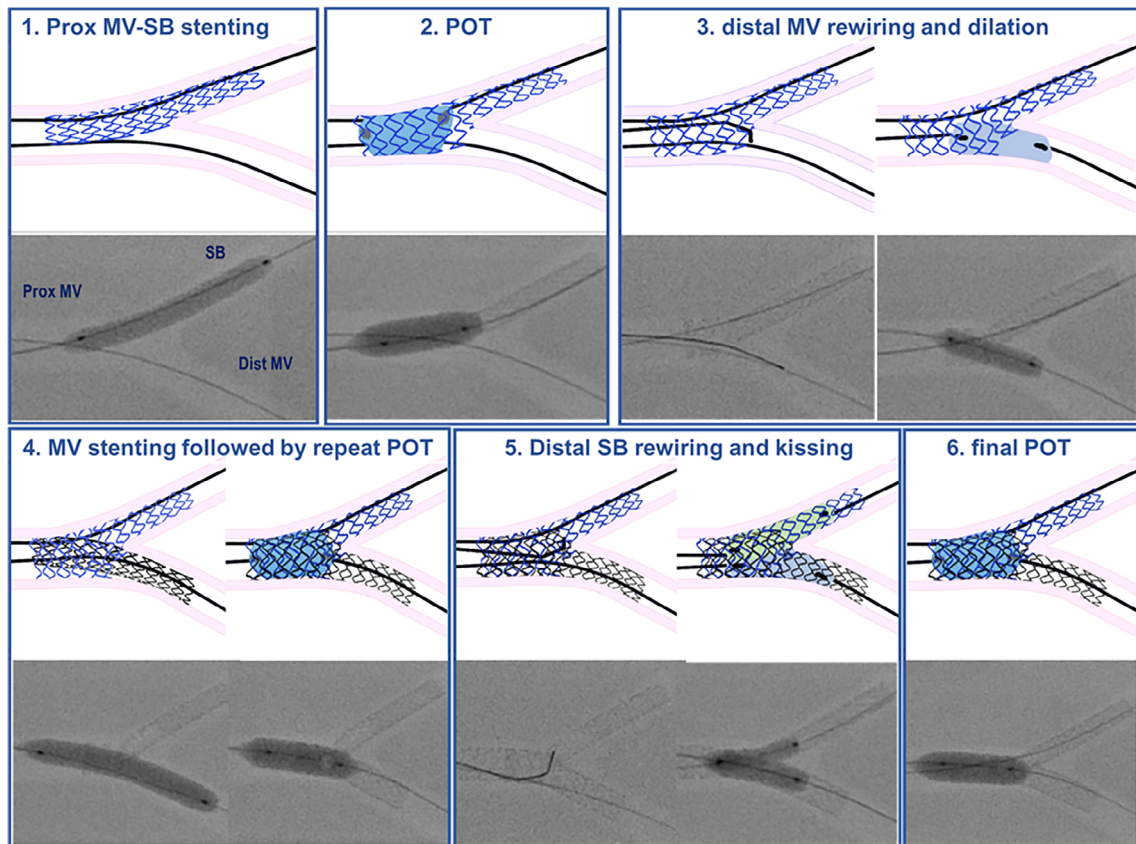 1. Prox MV-SB stenting
2. POT
3. distal MV rewiring and dilation
SB
Prox MV
Dist MV
4. MV stenting followed by repeat POT
5. Distal SB rewiring and kissing
6. final POT